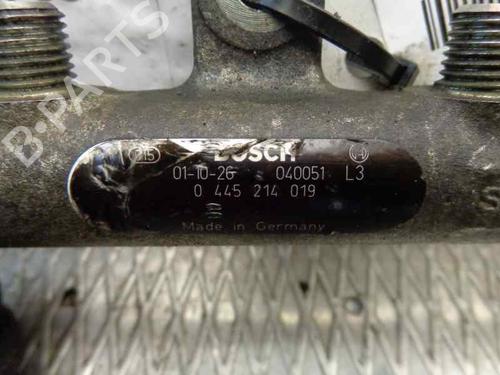 B-PARTS
BOSCH
01-10-26 040051 L3
0 445 214 019
Made in Germany